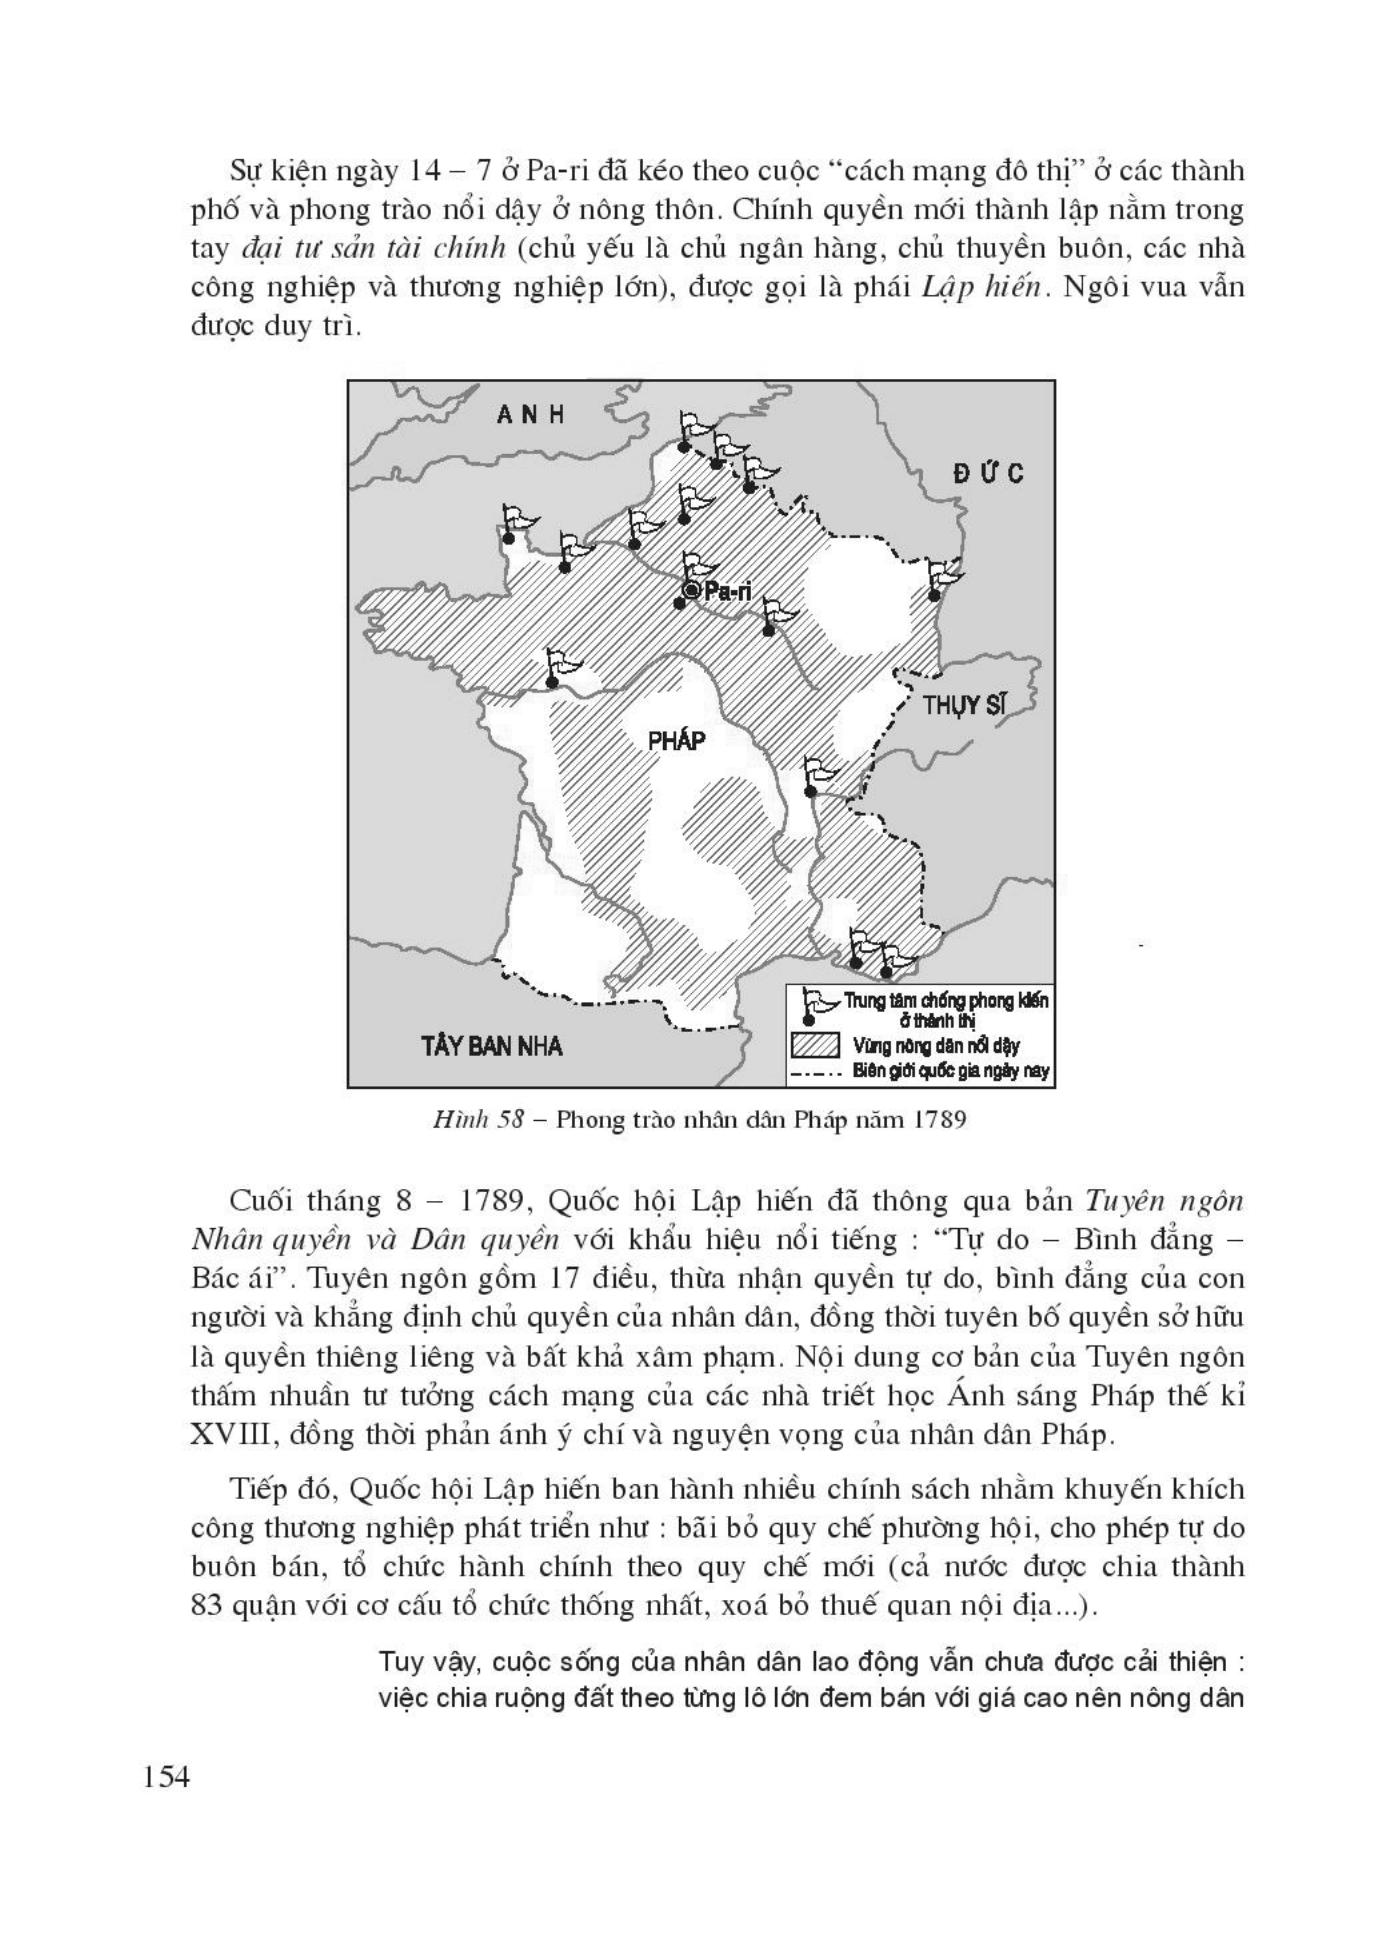 Sự kiện ngày 14 – 7 ở Pa-ri đã kéo theo cuộc “cách mạng đô thị” ở các thành
phố và phong trào nổi dậy ở nông thôn. Chính quyền mới thành lập nằm trong
tay đại tư sản tài chính (chủ yếu là chủ ngân hàng, chủ thuyền buôn, các nhà
công nghiệp và thương nghiệp lớn), được gọi là phái Lập hiến. Ngôi vua vẫn
được duy trì.
ANH
ĐỨC
Pa-ri
THỤY SĨ
PHÁP
TÂY BAN NHA
Trung tâm chống phong kiến
ở thành thị
Vùng nông dân nổi dậy
Biên giới quốc gia ngày nay
Hình 58 – Phong trào nhân dân Pháp năm 1789
Cuối tháng 8 – 1789, Quốc hội Lập hiến đã thông qua bản Tuyên ngôn
Nhân quyền và Dân quyền với khẩu hiệu nổi tiếng : “Tự do – Bình đẳng –
Bác ái”. Tuyên ngôn gồm 17 điều, thừa nhận quyền tự do, bình đẳng của con
người và khẳng định chủ quyền của nhân dân, đồng thời tuyên bố quyền sở hữu
là quyền thiêng liêng và bất khả xâm phạm. Nội dung cơ bản của Tuyên ngôn
thấm nhuần tư tưởng cách mạng của các nhà triết học Ánh sáng Pháp thế kỉ
XVIII, đồng thời phản ánh ý chí và nguyện vọng của nhân dân Pháp.
Tiếp đó, Quốc hội Lập hiến ban hành nhiều chính sách nhằm khuyến khích
công thương nghiệp phát triển như : bãi bỏ quy chế phường hội, cho phép tự do
buôn bán, tổ chức hành chính theo quy chế mới (cả nước được chia thành
83 quận với cơ cấu tổ chức thống nhất, xoá bỏ thuế quan nội địa...).
Tuy vậy, cuộc sống của nhân dân lao động vẫn chưa được cải thiện :
việc chia ruộng đất theo từng lô lớn đem bán với giá cao nên nông dân
154